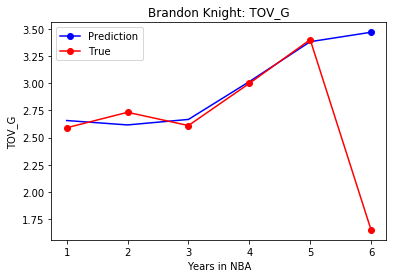 Brandon Knight: TOV_G
Prediction
True
TOV_G
3.50
3.25
3.00
2.75
2.50
2.25
2.00
1.75
1 2 3 4 5 6
Years in NBA